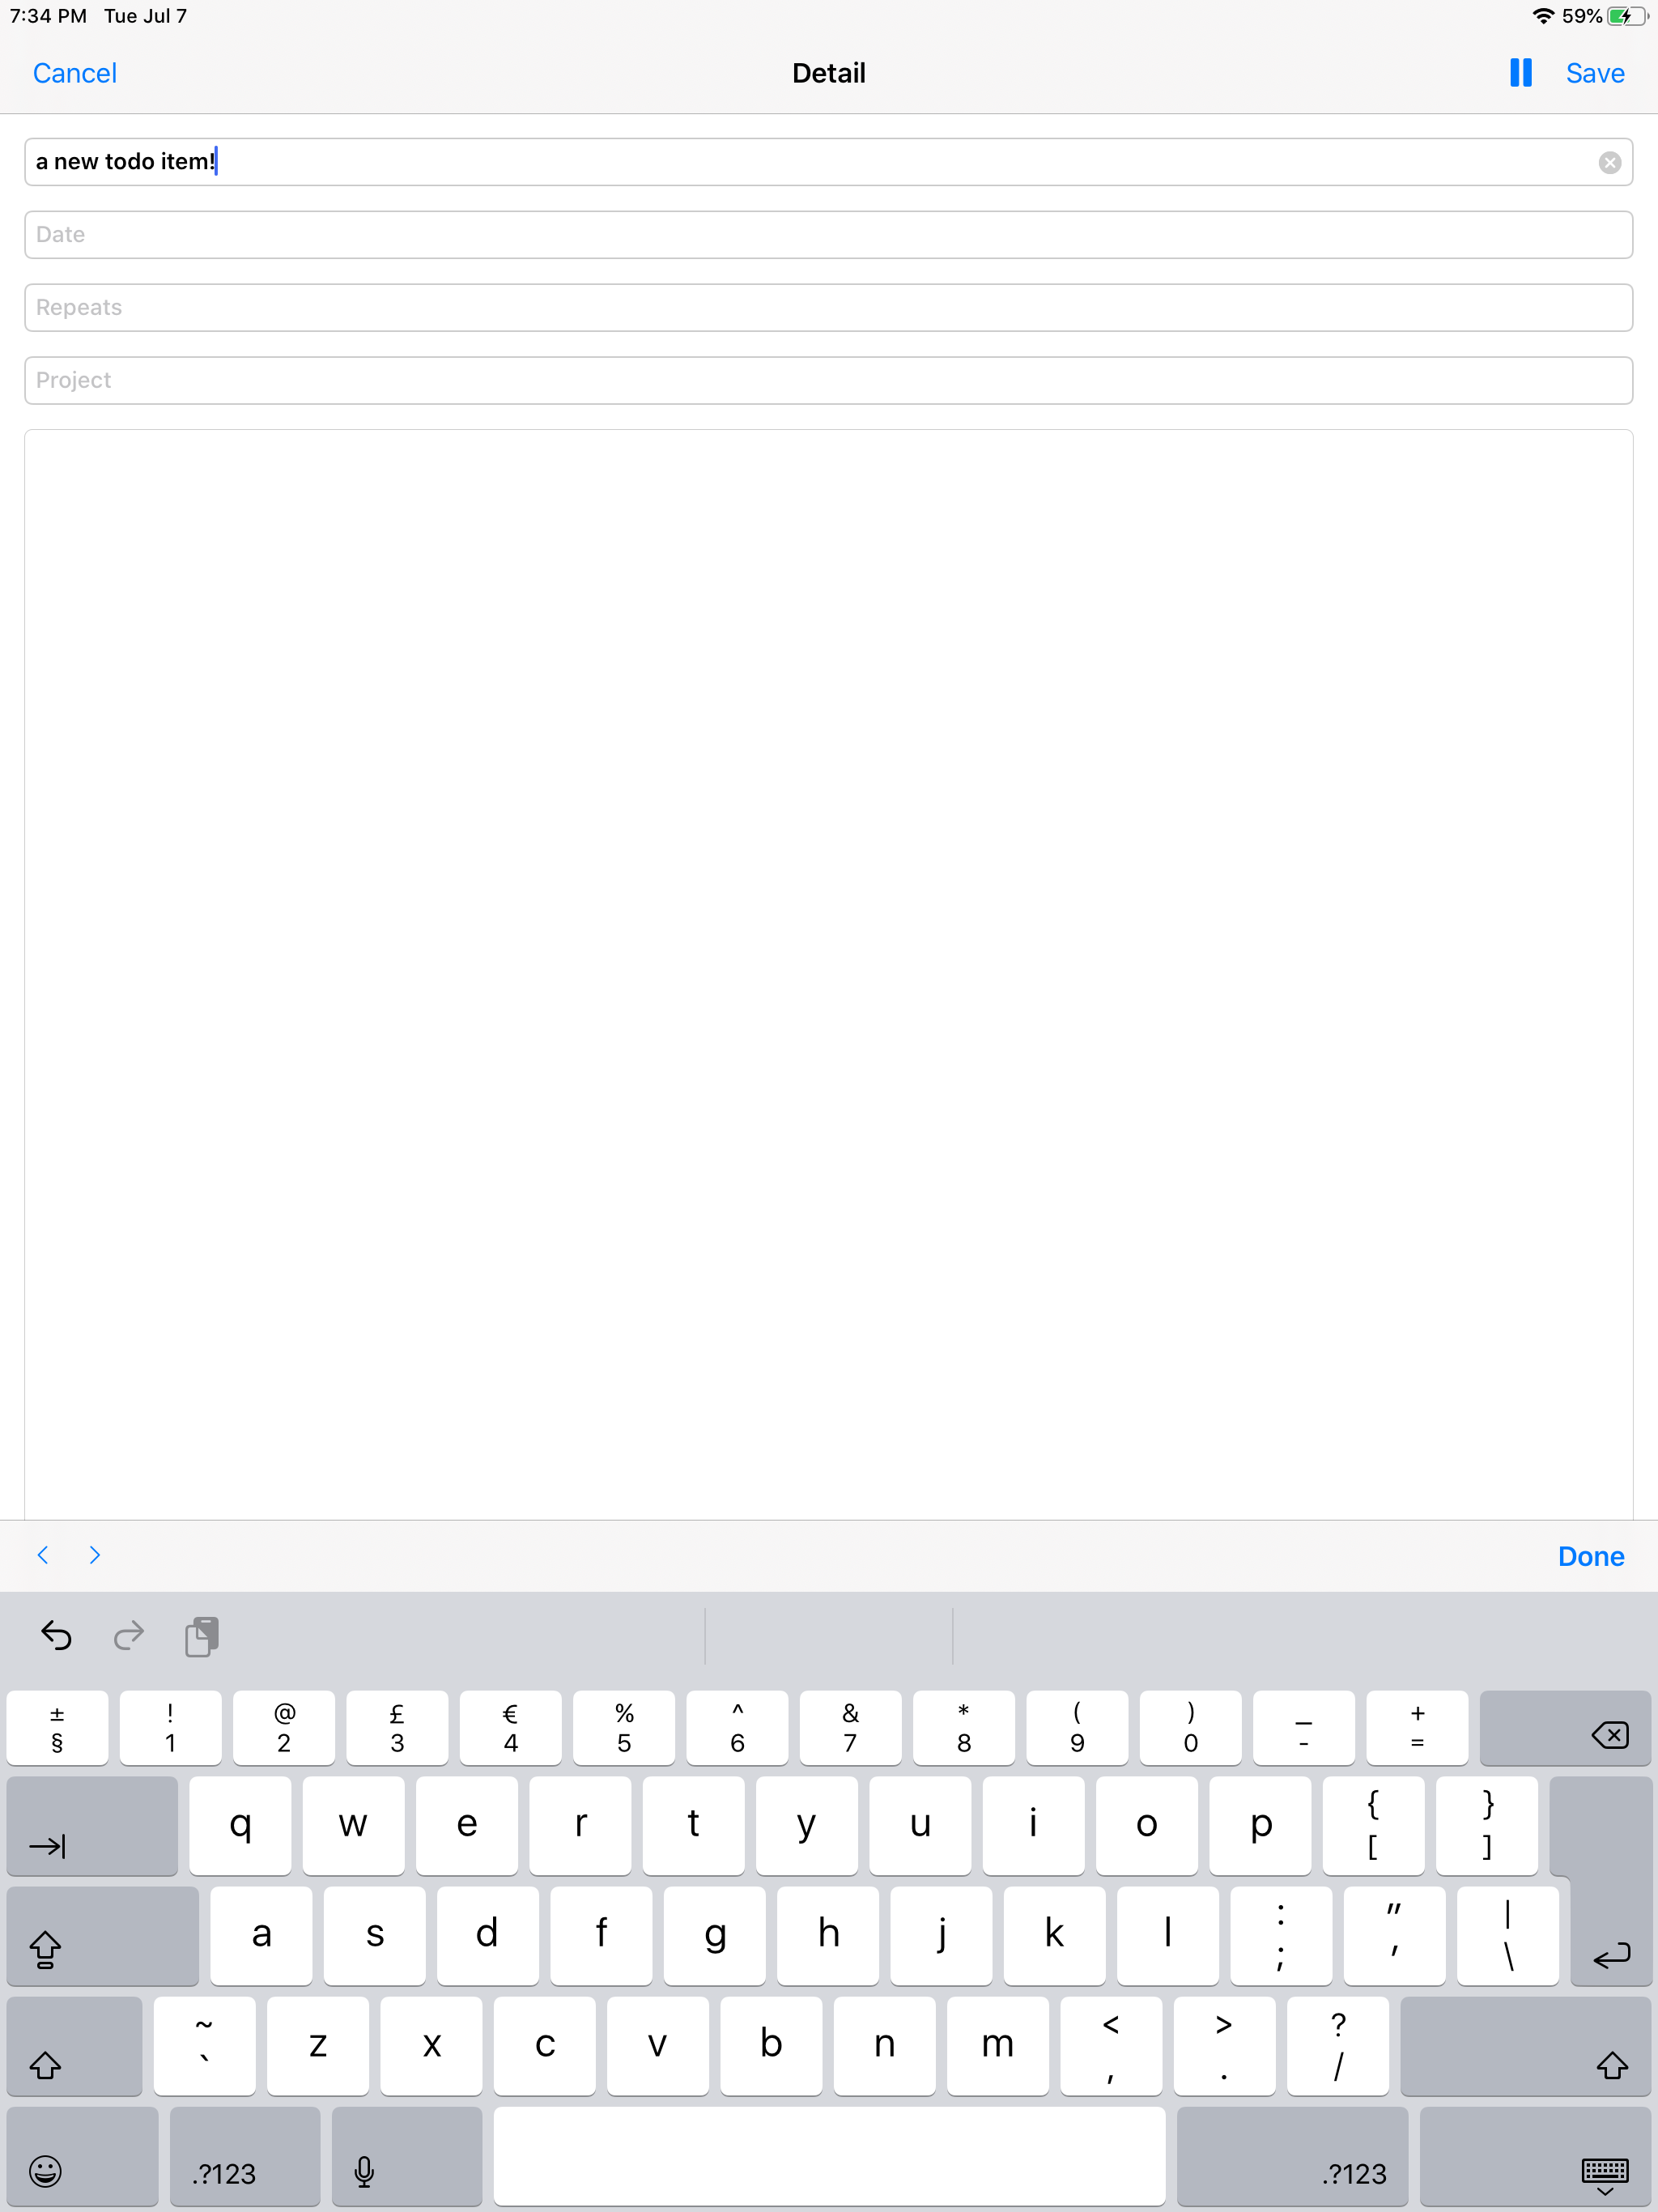 7:34 PM Tue Jul 7 59%
Cancel Detail Save
a new todo item!
Date
Repeats
Project
Done
± ! @ £ € % ^ & * ( ) _ +
§ 1 2 3 4 5 6 7 8 9 0 - =
q w e r t y u i o p { }
[ ]
a s d f g h j k l : " |
; ' \
~ z x c v b n m < > ?
` , . /
.?123 .?123